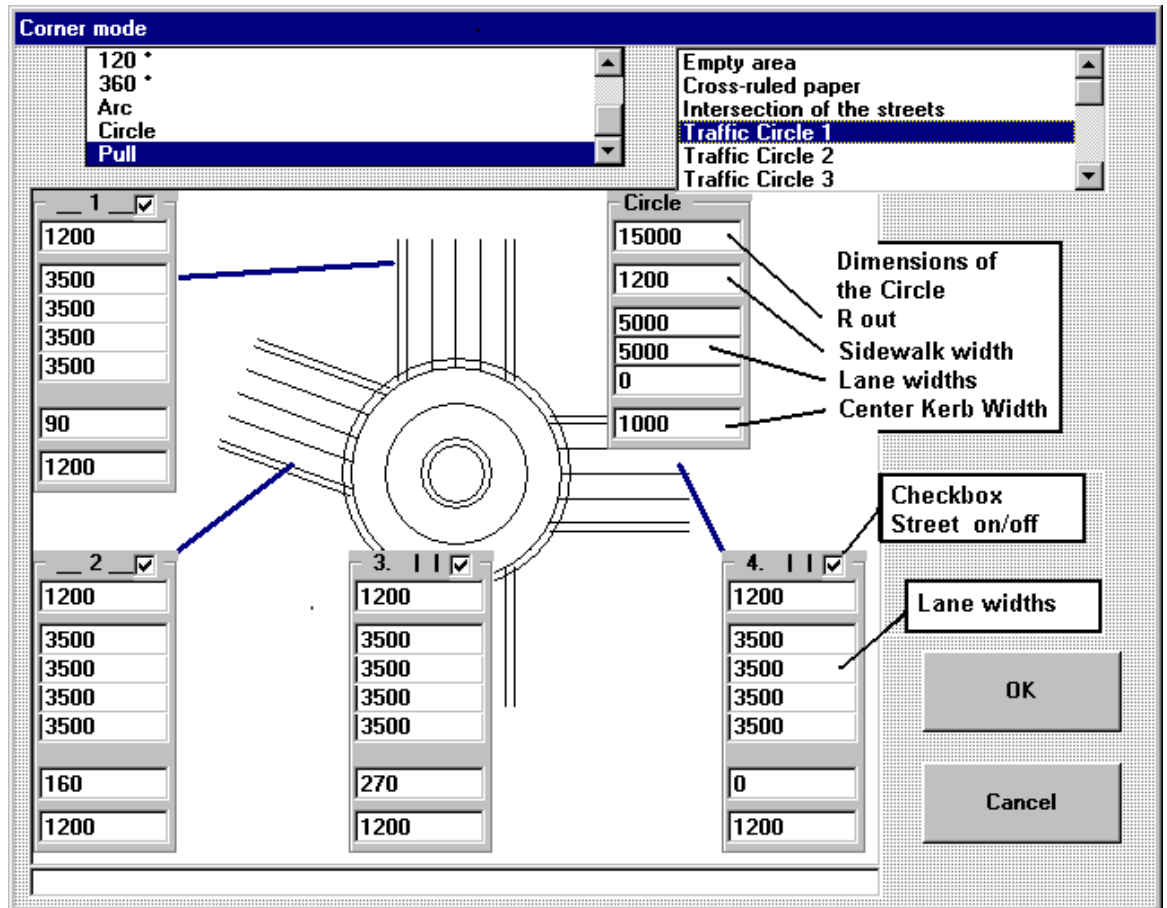 Corner mode
120 °
360 °
Arc
Circle
Pull
Empty area
Cross-ruled paper
Intersection of the streets
Traffic Circle 1
Traffic Circle 2
Traffic Circle 3
__ 1 __
1200
3500
3500
3500
3500
90
1200
Circle
15000
1200
5000
5000
0
1000
Dimensions of
the Circle
R out
Sidewalk width
Lane widths
Center Kerb Width
Checkbox
Street on/off
Lane widths
__ 2 __
1200
3500
3500
3500
3500
160
1200
3. | |
1200
3500
3500
3500
3500
270
1200
4. | |
1200
3500
3500
3500
3500
0
1200
OK
Cancel